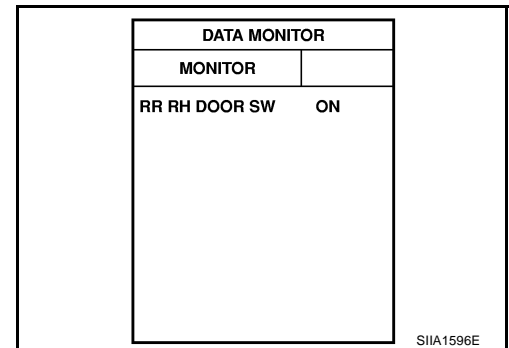 DATA MONITOR
MONITOR
RR RH DOOR SW ON
SIIA1596E